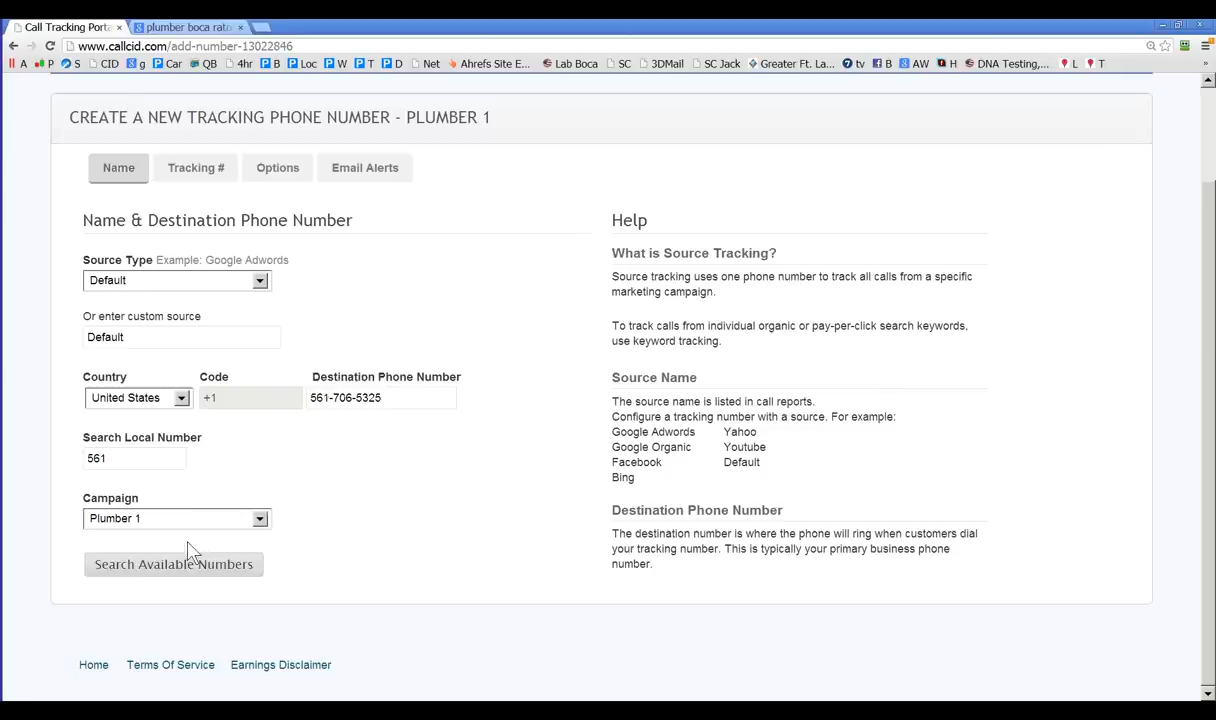 Call Tracking Porta × plumber boca rato ×
www.callcid.com/add-number-13022846
A P S CID g Car QB 4hr Loc W T D Net Ahrefs Site E... Lab Boca SC 3DMail SC Jack Greater Ft. La... tv B AW H DNA Testing,... L T »
CREATE A NEW TRACKING PHONE NUMBER - PLUMBER 1
Name Tracking # Options Email Alerts
Name & Destination Phone Number
Source Type Example: Google Adwords
Default
Or enter custom source
Default
Country Code Destination Phone Number
United States +1 561-706-5325
Search Local Number
561
Campaign
Plumber 1
Search Available Numbers
Help
What is Source Tracking?
Source tracking uses one phone number to track all calls from a specific
marketing campaign.
To track calls from individual organic or pay-per-click search keywords,
use keyword tracking.
Source Name
The source name is listed in call reports.
Configure a tracking number with a source. For example:
Google Adwords Yahoo
Google Organic Youtube
Facebook Default
Bing
Destination Phone Number
The destination number is where the phone will ring when customers dial
your tracking number. This is typically your primary business phone
number.
Home Terms Of Service Earnings Disclaimer